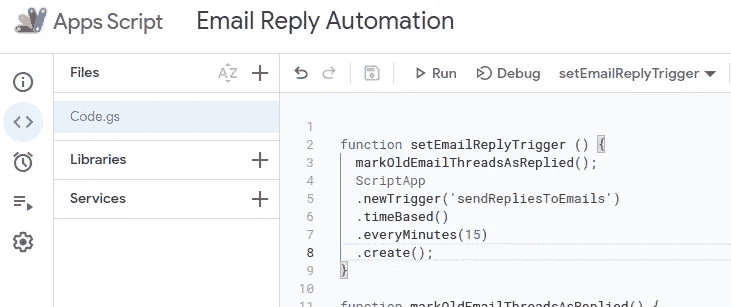 Apps Script Email Reply Automation
Files AZ
Run Debug setEmailReplyTrigger
Code.gs
Libraries
Services
1
2 function setEmailReplyTrigger () {
3 markOldEmailThreadsAsReplied();
4 ScriptApp
5 .newTrigger('sendRepliesToEmails')
6 .timeBased()
7 .everyMinutes(15)
8 .create();
9 }
10
11 function markOldEmailThreadsAsReplied() {